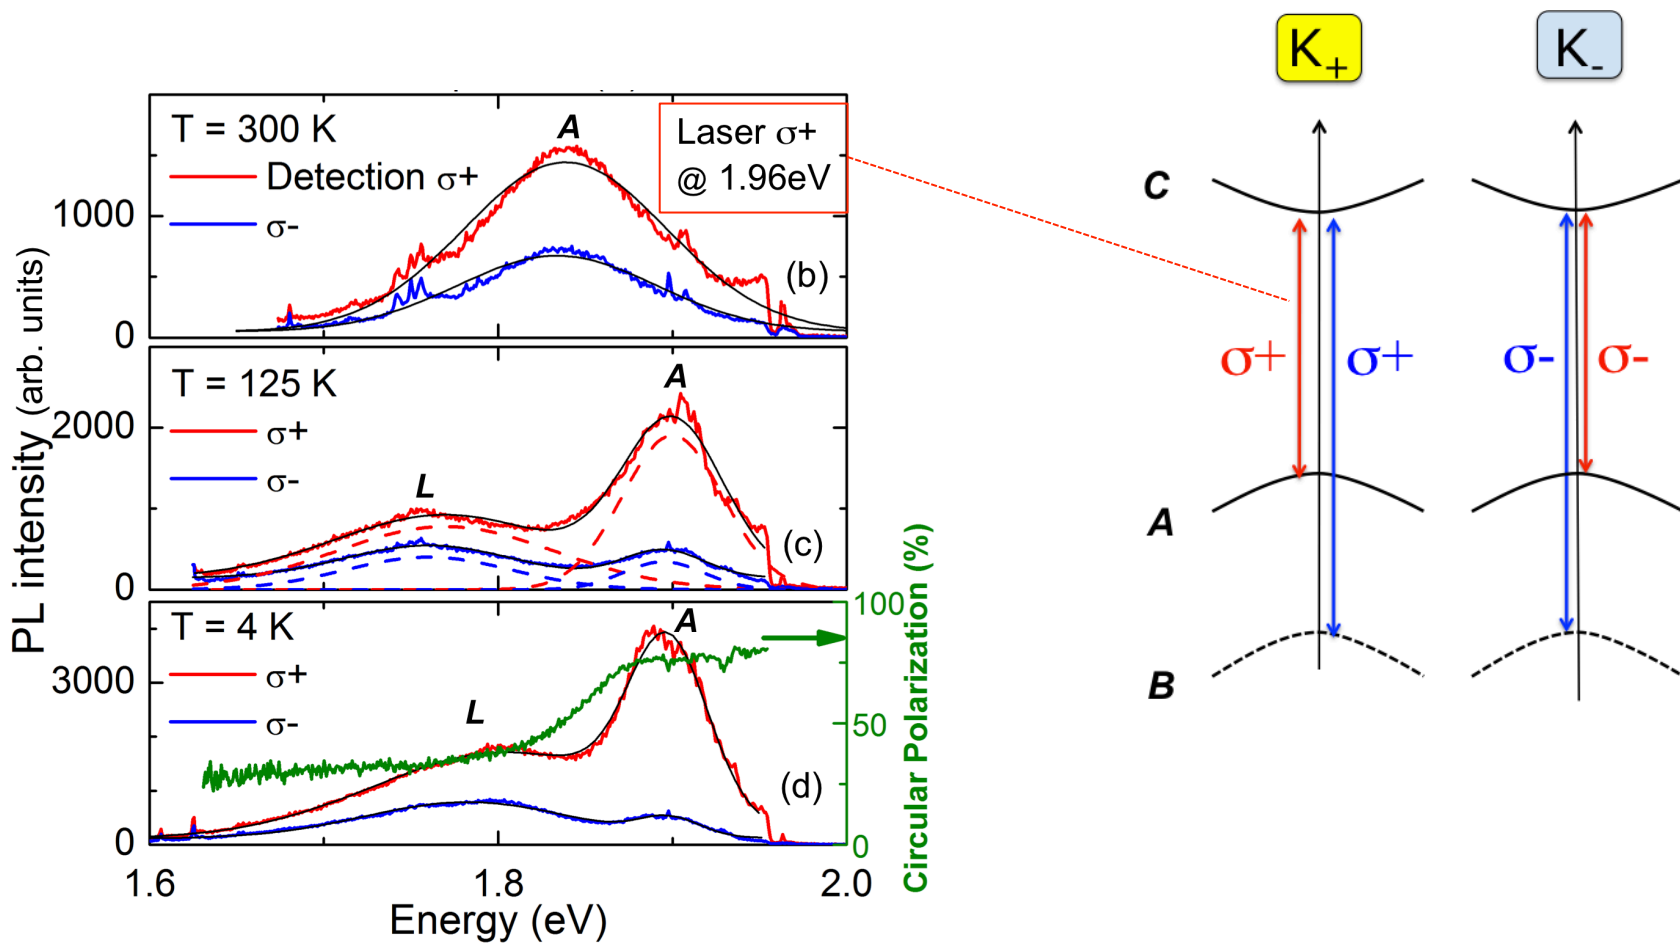 T = 300 K
Detection σ+
σ-
A
Laser σ+
@ 1.96eV
(b)
1000
0
T = 125 K
σ+
σ-
L
A
(c)
2000
0
T = 4 K
σ+
σ-
L
A
(d)
3000
0
100
50
0
Circular Polarization (%)
PL intensity (arb. units)
1.6
1.8
2.0
Energy (eV)
K+
K-
C
σ+
σ+
σ-
σ-
A
B